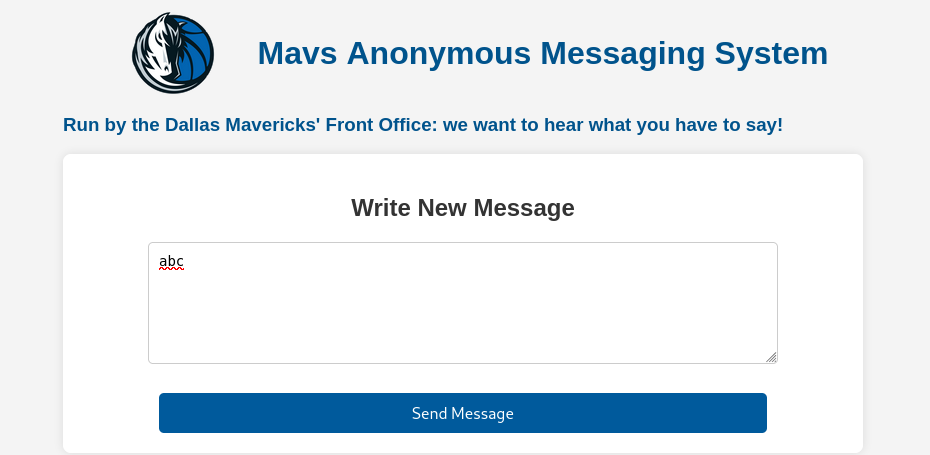 Mavs Anonymous Messaging System
Run by the Dallas Mavericks' Front Office: we want to hear what you have to say!
Write New Message
abc
Send Message